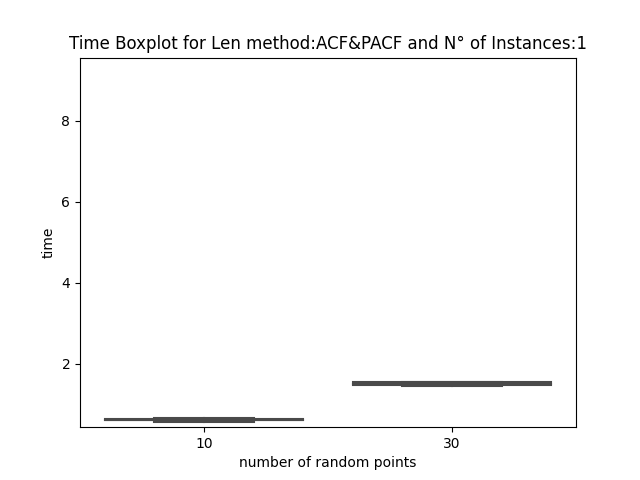 Time Boxplot for Len method:ACF&PACF and N° of Instances:1
8
6
4
2
time
10 30
number of random points